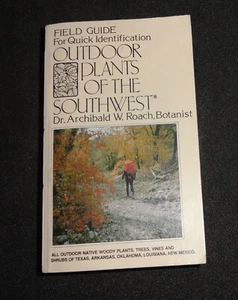 FIELD GUIDE
For Quick Identification
OUTDOOR
PLANTS
OF THE
SOUTHWEST*
Dr. Archibald W. Roach, Botanist
ALL OUTDOOR NATIVE WOODY PLANTS, TREES, VINES AND
SHRUBS OF TEXAS, ARKANSAS, OKLAHOMA, LOUISIANA, NEW MEXICO.